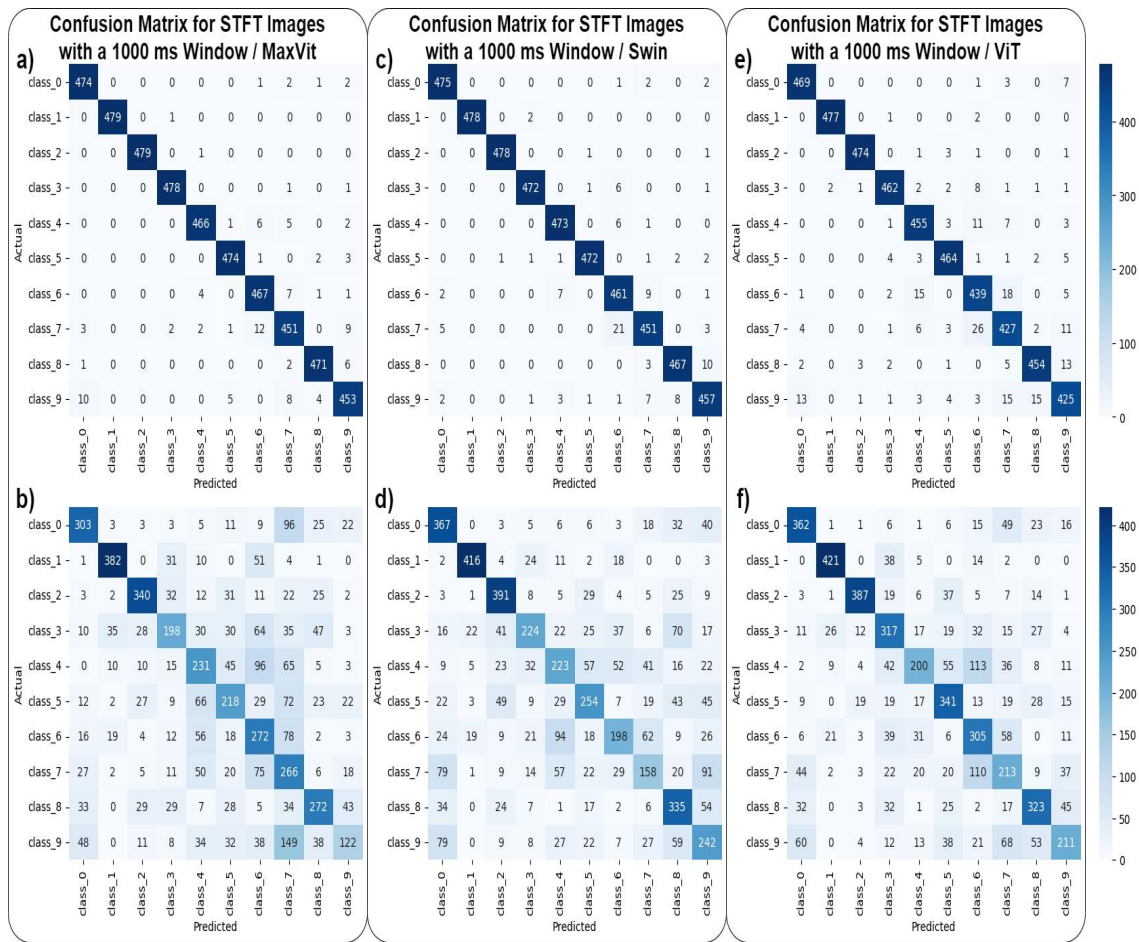 Confusion Matrix for STFT Images
with a 1000 ms Window / MaxVit
a)
class_0 474 0 0 0 0 0 1 2 1 2
class_1 0 479 0 1 0 0 0 0 0 0
class_2 0 0 479 0 1 0 0 0 0 0
class_3 0 0 0 478 0 0 0 1 0 1
class_4 0 0 0 0 466 1 6 5 0 2
class_5 0 0 0 0 1 474 0 0 2 3
class_6 0 0 0 0 4 0 467 7 1 1
class_7 3 0 0 2 2 1 12 451 0 9
class_8 1 0 0 0 0 0 0 2 471 6
class_9 10 0 0 0 0 5 0 8 4 453
Actual
class_0 class_1 class_2 class_3 class_4 class_5 class_6 class_7 class_8 class_9
Predicted
b)
class_0 303 3 3 3 5 11 9 96 25 22
class_1 1 382 0 31 10 0 51 4 1 0
class_2 3 2 340 32 12 31 11 22 25 2
class_3 10 35 28 198 30 30 64 35 47 3
class_4 0 10 10 15 231 45 96 65 5 3
class_5 12 2 27 9 66 218 29 72 23 22
class_6 16 19 4 12 56 18 272 78 2 3
class_7 27 2 5 11 50 20 75 266 6 18
class_8 33 0 29 29 7 28 5 34 272 43
class_9 48 0 11 8 34 32 38 149 38 122
Actual
class_0 class_1 class_2 class_3 class_4 class_5 class_6 class_7 class_8 class_9
Predicted
Confusion Matrix for STFT Images
with a 1000 ms Window / Swin
c)
class_0 475 0 0 0 0 0 1 2 0 2
class_1 0 478 0 2 0 0 0 0 0 0
class_2 0 0 478 0 0 1 0 0 0 1
class_3 0 0 0 472 0 1 6 0 0 1
class_4 0 0 0 0 473 0 6 1 0 0
class_5 0 0 1 1 1 472 0 1 2 2
class_6 2 0 0 0 7 0 461 9 0 1
class_7 5 0 0 0 0 0 21 451 0 3
class_8 0 0 0 0 0 0 0 3 467 10
class_9 2 0 0 1 3 1 1 7 8 457
Actual
class_0 class_1 class_2 class_3 class_4 class_5 class_6 class_7 class_8 class_9
Predicted
d)
class_0 367 0 3 5 6 6 3 18 32 40
class_1 2 416 4 24 11 2 18 0 0 3
class_2 3 1 391 8 5 29 4 5 25 9
class_3 16 22 41 224 22 25 37 6 70 17
class_4 9 5 23 32 223 57 52 41 16 22
class_5 22 3 49 9 29 254 7 19 43 45
class_6 24 19 9 21 94 18 198 62 9 26
class_7 79 1 9 14 57 22 29 158 20 91
class_8 34 0 24 7 1 17 2 6 335 54
class_9 79 0 9 8 27 22 7 27 59 242
Actual
class_0 class_1 class_2 class_3 class_4 class_5 class_6 class_7 class_8 class_9
Predicted
Confusion Matrix for STFT Images
with a 1000 ms Window / ViT
e)
class_0 469 0 0 0 0 0 1 3 0 7
class_1 0 477 0 1 0 0 2 0 0 0
class_2 0 0 474 0 1 3 1 0 0 1
class_3 0 2 1 462 2 2 8 1 1 1
class_4 0 0 0 1 455 3 11 7 0 3
class_5 0 0 0 4 3 464 1 1 2 5
class_6 1 0 0 2 15 0 439 18 0 5
class_7 4 0 0 1 6 3 26 427 2 11
class_8 2 0 3 2 0 1 0 5 454 13
class_9 13 0 1 1 3 4 3 15 15 425
Actual
class_0 class_1 class_2 class_3 class_4 class_5 class_6 class_7 class_8 class_9
Predicted
400
300
200
100
0
f)
class_0 362 1 1 6 1 6 15 49 23 16
class_1 0 421 0 38 5 0 14 2 0 0
class_2 3 1 387 19 6 37 5 7 14 1
class_3 11 26 12 317 17 19 32 15 27 4
class_4 2 9 4 42 200 55 113 36 8 11
class_5 9 0 19 19 17 341 13 19 28 15
class_6 6 21 3 39 31 6 305 58 0 11
class_7 44 2 3 22 20 20 110 213 9 37
class_8 32 0 3 32 1 25 2 17 323 45
class_9 60 0 4 12 13 38 21 68 53 211
Actual
class_0 class_1 class_2 class_3 class_4 class_5 class_6 class_7 class_8 class_9
Predicted
400
350
300
250
200
150
100
50
0